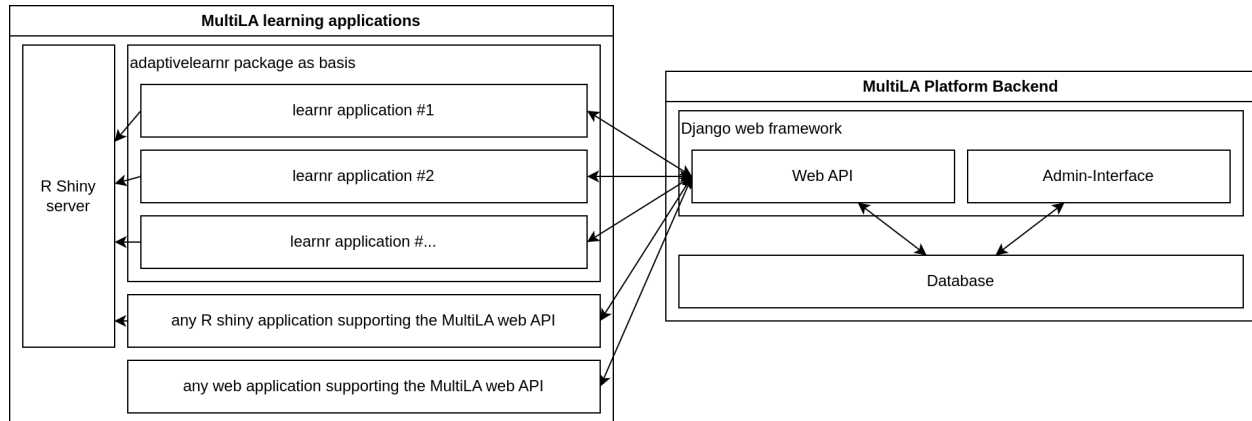 MultiLA learning applications
adaptivelearnr package as basis
learnr application #1
learnr application #2
learnr application #...
R Shiny
server
any R shiny application supporting the MultiLA web API
any web application supporting the MultiLA web API
MultiLA Platform Backend
Django web framework
Web API
Admin-Interface
Database